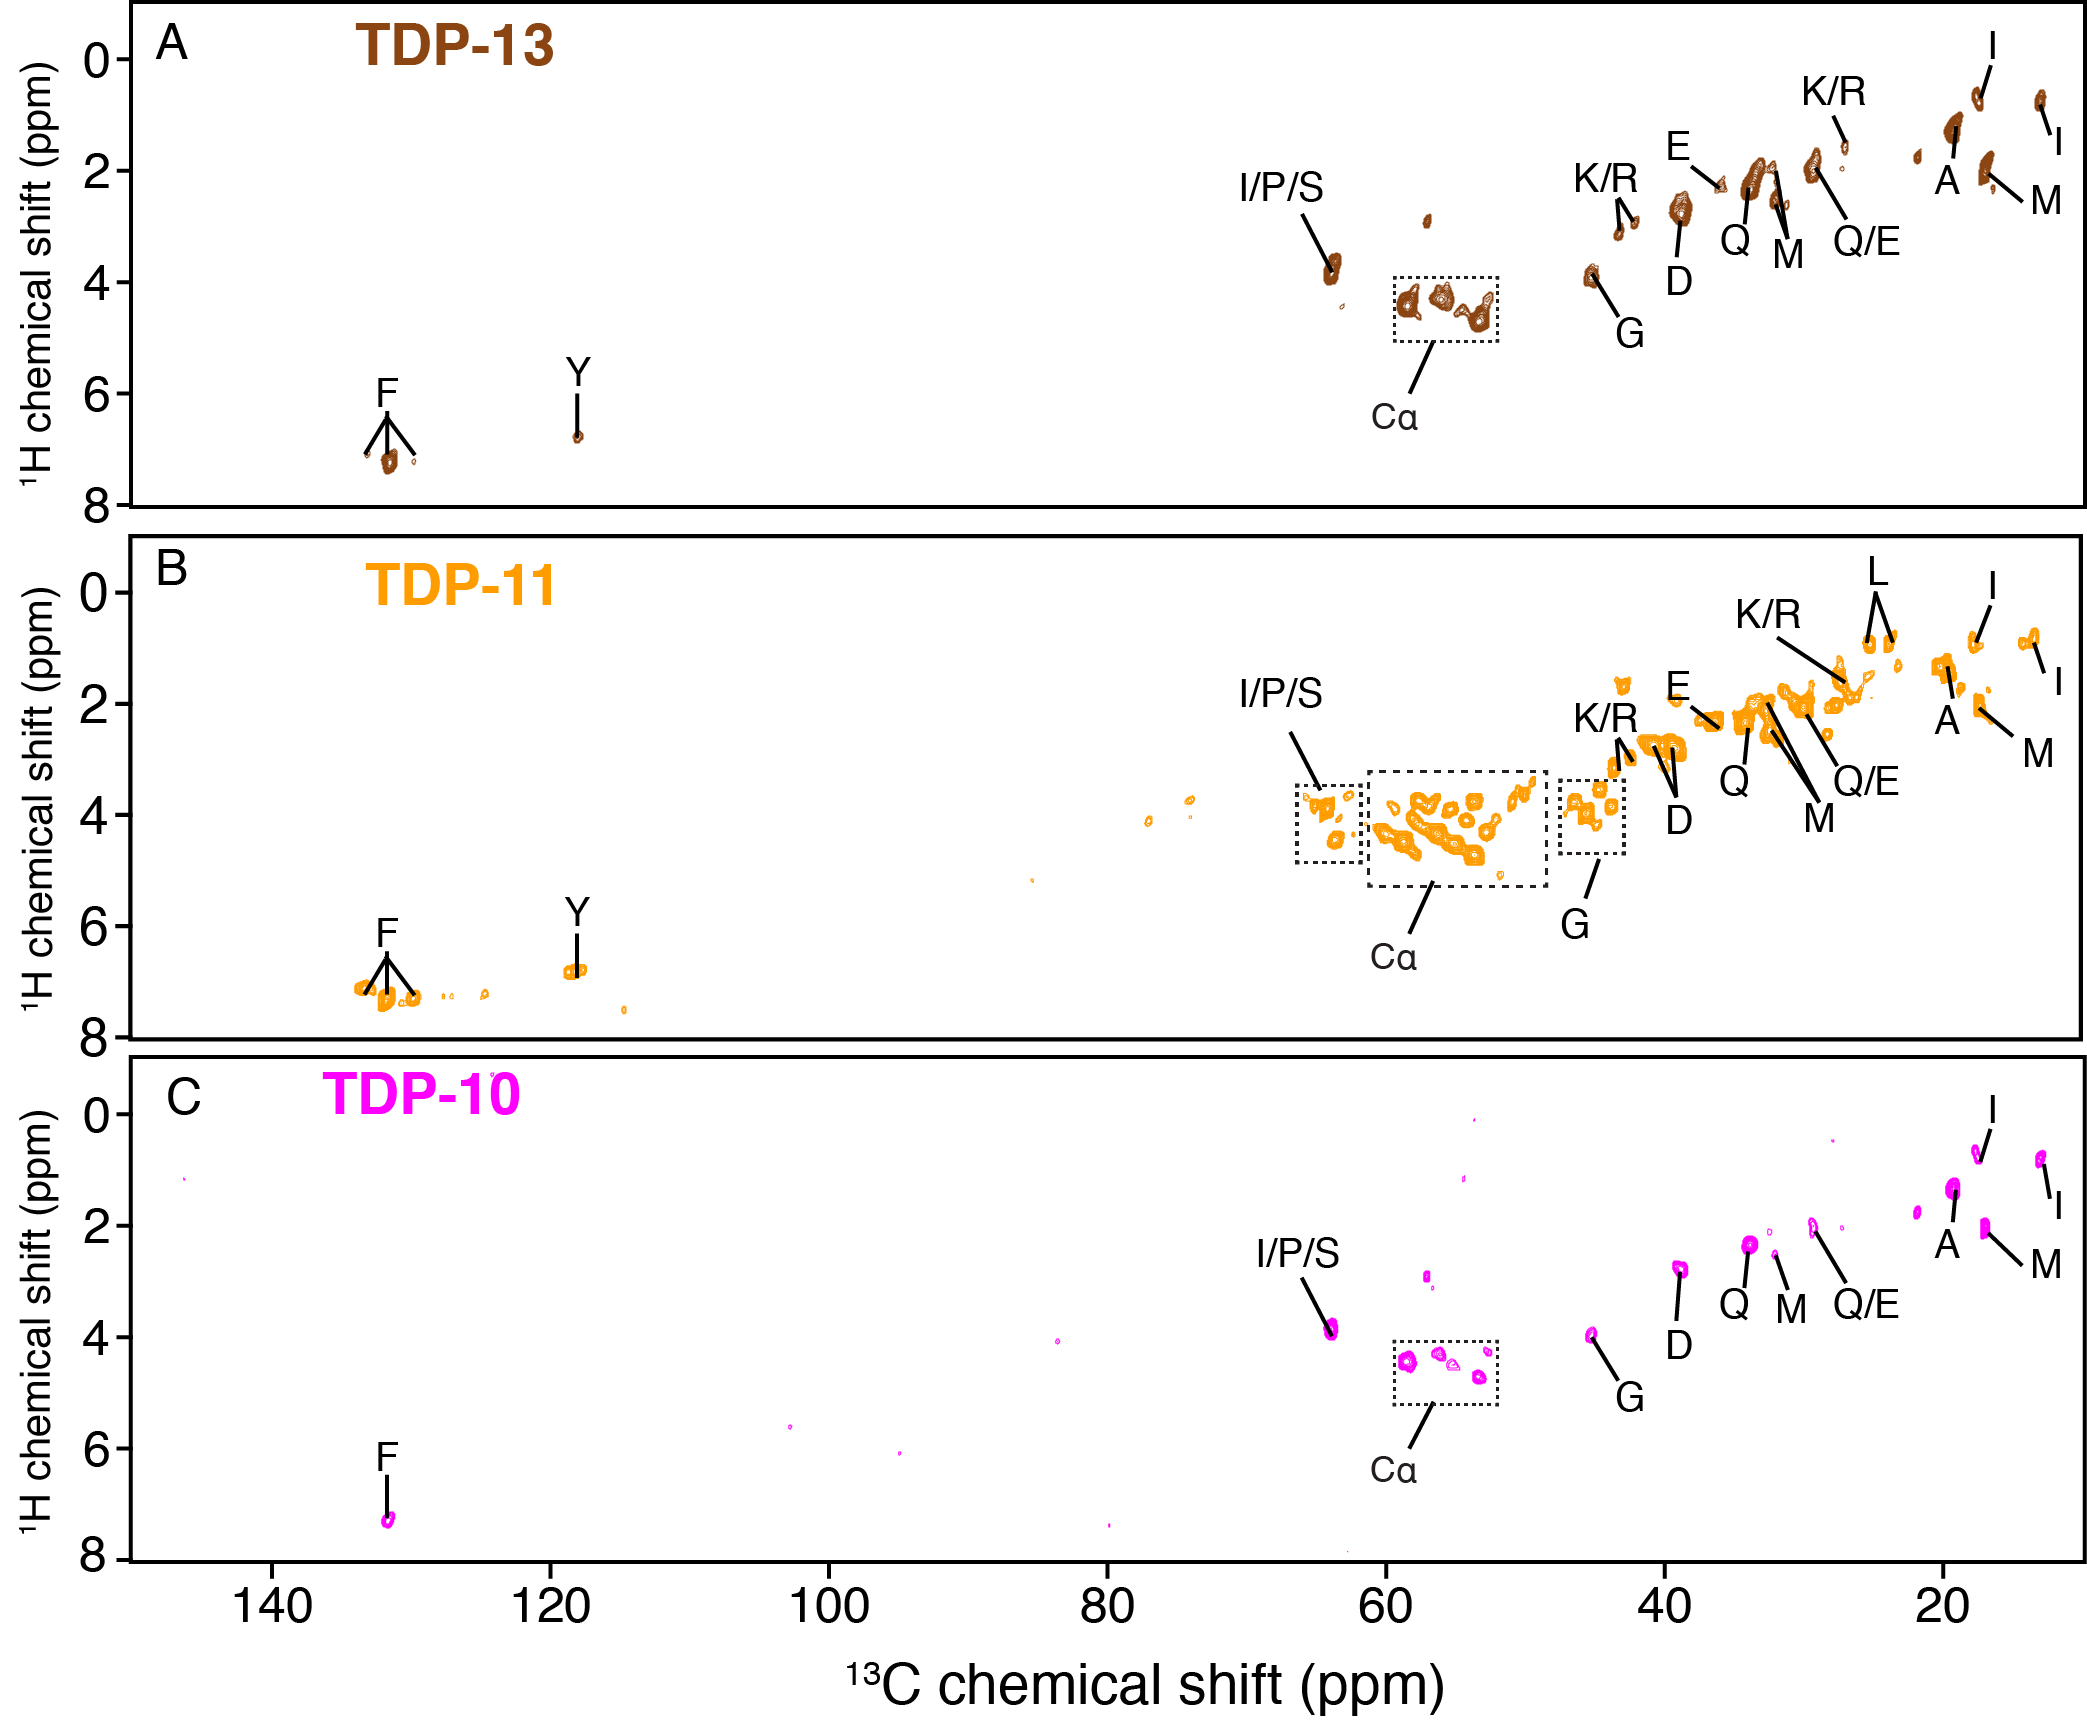 A
TDP-13
I
K/R
E
I
K/R
A
M
I/P/S
Q
M
Q/E
D
G
Y
F
Cα
0
2
4
6
8
¹H chemical shift (ppm)
B
TDP-11
L
I
K/R
E
I
I/P/S
K/R
A
M
Q
Q/E
D
M
G
Y
F
Cα
0
2
4
6
8
¹H chemical shift (ppm)
C
TDP-10
I
I
A
I/P/S
M
Q
M
Q/E
D
G
F
Cα
0
2
4
6
8
¹H chemical shift (ppm)
140 120 100 80 60 40 20
¹³C chemical shift (ppm)